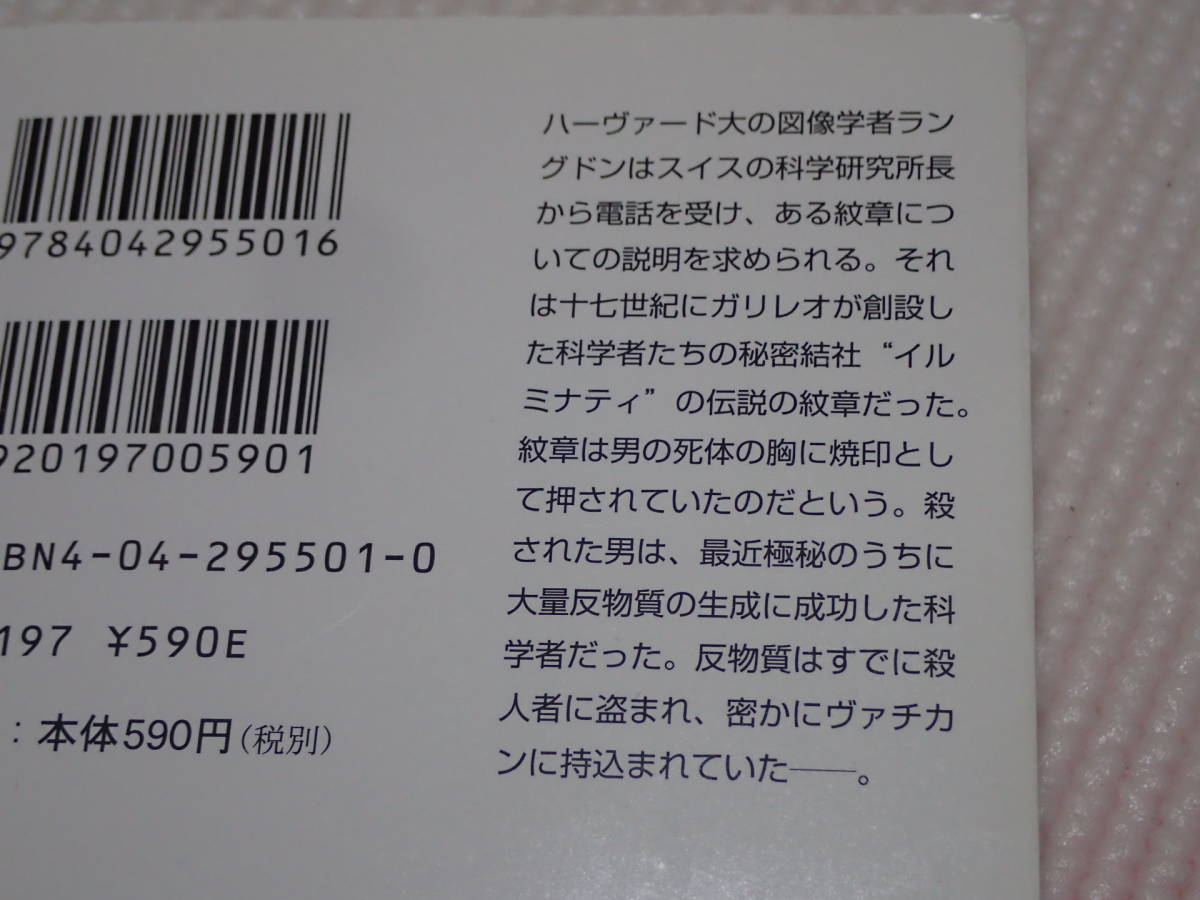 9784042955016
920197005901
BN4-04-295501-0
197 ¥590E
：本体590円（税別）
ハーヴァード大の図像学者ラン
グドンはスイスの科学研究所長
から電話を受け、ある紋章につ
いての説明を求められる。それ
は十七世紀にガリレオが創設し
た科学者たちの秘密結社“イル
ミナティ”の伝説の紋章だった。
紋章は男の死体の胸に焼印とし
て押されていたのだという。殺
された男は、最近極秘のうちに
大量反物質の生成に成功した科
学者だった。反物質はすでに殺
人者に盗まれ、密かにヴァチカ
ンに持込まれていた──。